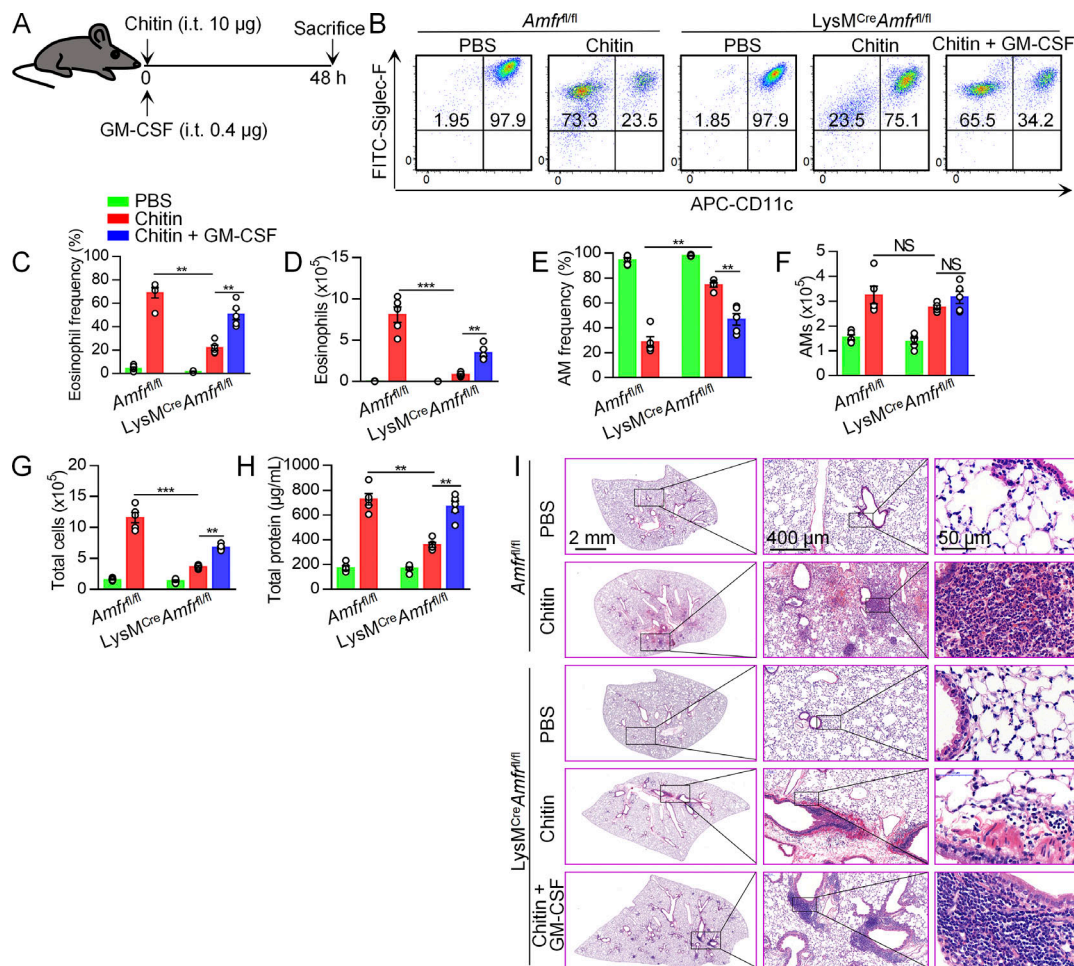 A
Chitin (i.t. 10 µg)
Sacrifice
0
48 h
GM-CSF (i.t. 0.4 µg)
B
Amfrfl/fl
LysMCreAmfrfl/fl
PBS
Chitin
PBS
Chitin
Chitin + GM-CSF
1.95 97.9
73.3 23.5
1.85 97.9
23.5 75.1
65.5 34.2
0 0 0 0 0
0 0 0 0 0
FITC-Siglec-F
APC-CD11c
PBS
Chitin
Chitin + GM-CSF
C
Eosinophil frequency (%)
100
80
60
40
20
0
**
**
Amfrfl/fl
LysMCreAmfrfl/fl
D
Eosinophils (x10⁵)
15
10
5
0
***
**
Amfrfl/fl
LysMCreAmfrfl/fl
E
AM frequency (%)
100
80
60
40
20
0
**
**
Amfrfl/fl
LysMCreAmfrfl/fl
F
AMs (x10⁵)
5
4
3
2
1
0
NS
NS
Amfrfl/fl
LysMCreAmfrfl/fl
G
Total cells (x10⁵)
20
15
10
5
0
***
**
Amfrfl/fl
LysMCreAmfrfl/fl
H
Total protein (µg/mL)
1000
800
600
400
200
0
**
**
Amfrfl/fl
LysMCreAmfrfl/fl
I
Amfrfl/fl
PBS
2 mm
400 µm
50 µm
Chitin
LysMCreAmfrfl/fl
PBS
Chitin
Chitin +
GM-CSF